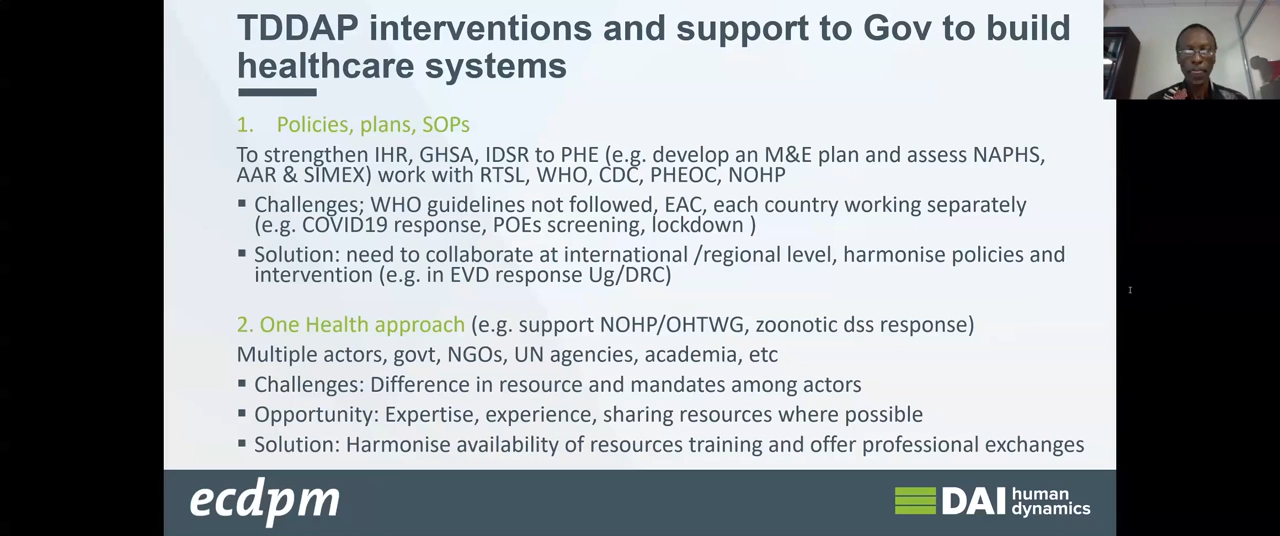 TDDAP interventions and support to Gov to build
healthcare systems
1. Policies, plans, SOPs
To strengthen IHR, GHSA, IDSR to PHE (e.g. develop an M&E plan and assess NAPHS,
AAR & SIMEX) work with RTSL, WHO, CDC, PHEOC, NOHP
▪ Challenges; WHO guidelines not followed, EAC, each country working separately
(e.g. COVID19 response, POEs screening, lockdown )
▪ Solution: need to collaborate at international /regional level, harmonise policies and
intervention (e.g. in EVD response Ug/DRC)
2. One Health approach (e.g. support NOHP/OHTWG, zoonotic dss response)
Multiple actors, govt, NGOs, UN agencies, academia, etc
▪ Challenges: Difference in resource and mandates among actors
▪ Opportunity: Expertise, experience, sharing resources where possible
▪ Solution: Harmonise availability of resources training and offer professional exchanges
ecdpm
DAI human
dynamics